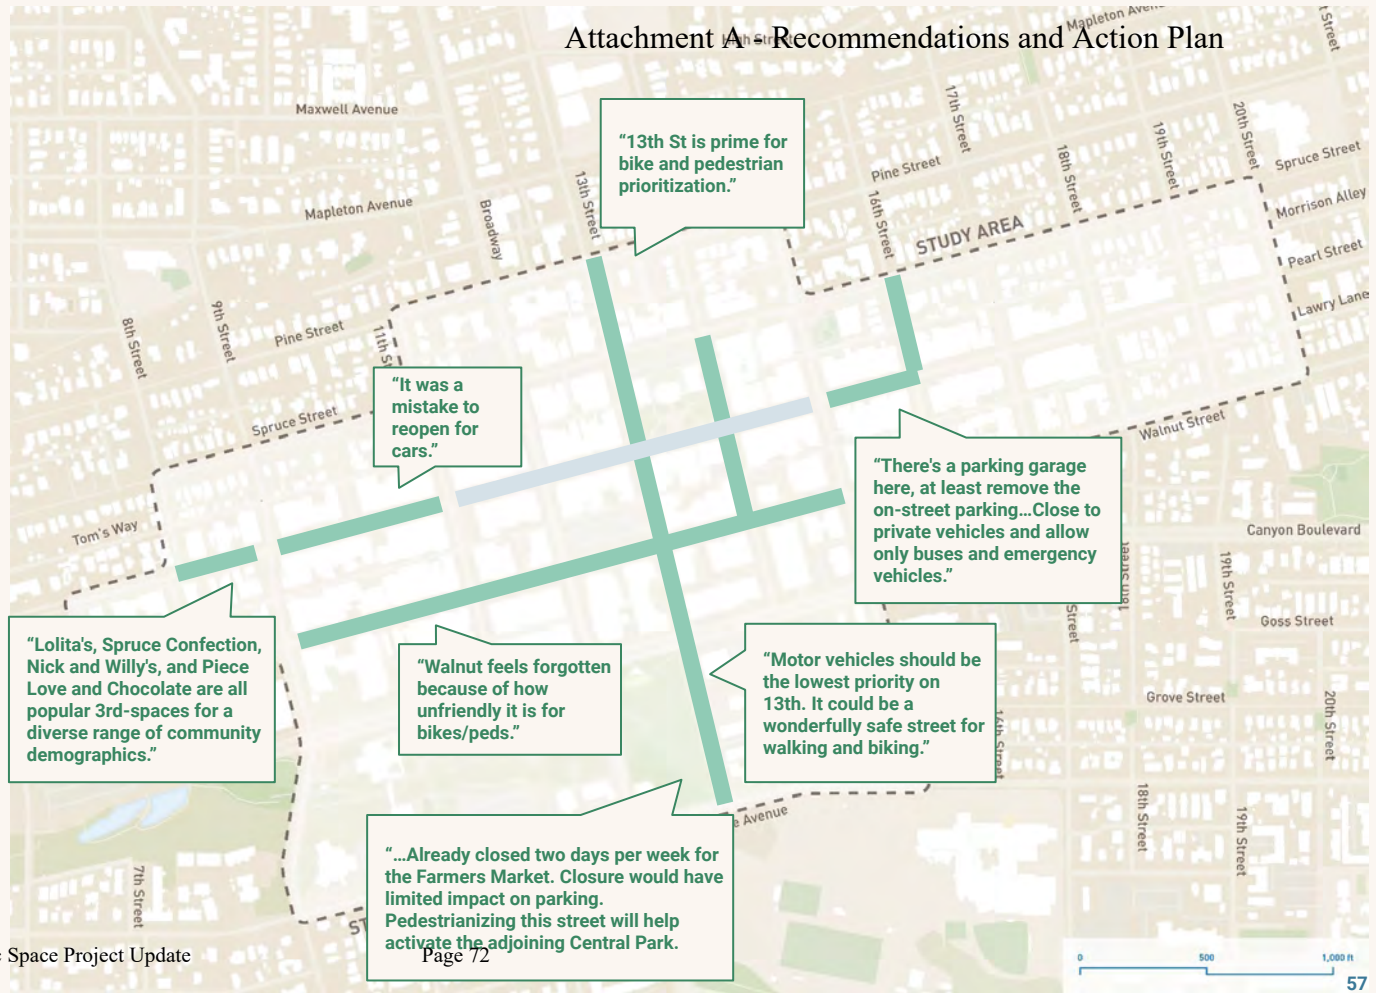 Attachment A - Recommendations and Action Plan
High Street
Mapleton Avenue
Maxwell Avenue
“13th St is prime for
bike and pedestrian
prioritization.”
17th Street
20th Street
19th Street
18th Street
Pine Street
Spruce Street
Mapleton Avenue
Broadway
13th Street
16th Street
STUDY AREA
Morrison Alley
Pearl Street
Lawry Lane
8th Street
9th Street
Pine Street
11th St
“It was a
mistake to
reopen for
cars.”
Spruce Street
Walnut Street
“There's a parking garage
here, at least remove the
on-street parking...Close to
private vehicles and allow
only buses and emergency
vehicles.”
Tom's Way
Canyon Boulevard
19th Street
Street
Goss Street
“Lolita's, Spruce Confection,
Nick and Willy's, and Piece
Love and Chocolate are all
popular 3rd-spaces for a
diverse range of community
demographics.”
“Walnut feels forgotten
because of how
unfriendly it is for
bikes/peds.”
“Motor vehicles should be
the lowest priority on
13th. It could be a
wonderfully safe street for
walking and biking.”
Grove Street
16th Street
20th Street
e Avenue
18th Street
19th Street
7th Street
“...Already closed two days per week for
the Farmers Market. Closure would have
limited impact on parking.
Pedestrianizing this street will help
activate the adjoining Central Park.
ST
Space Project Update
Page 72
0 500 1,000 ft
57